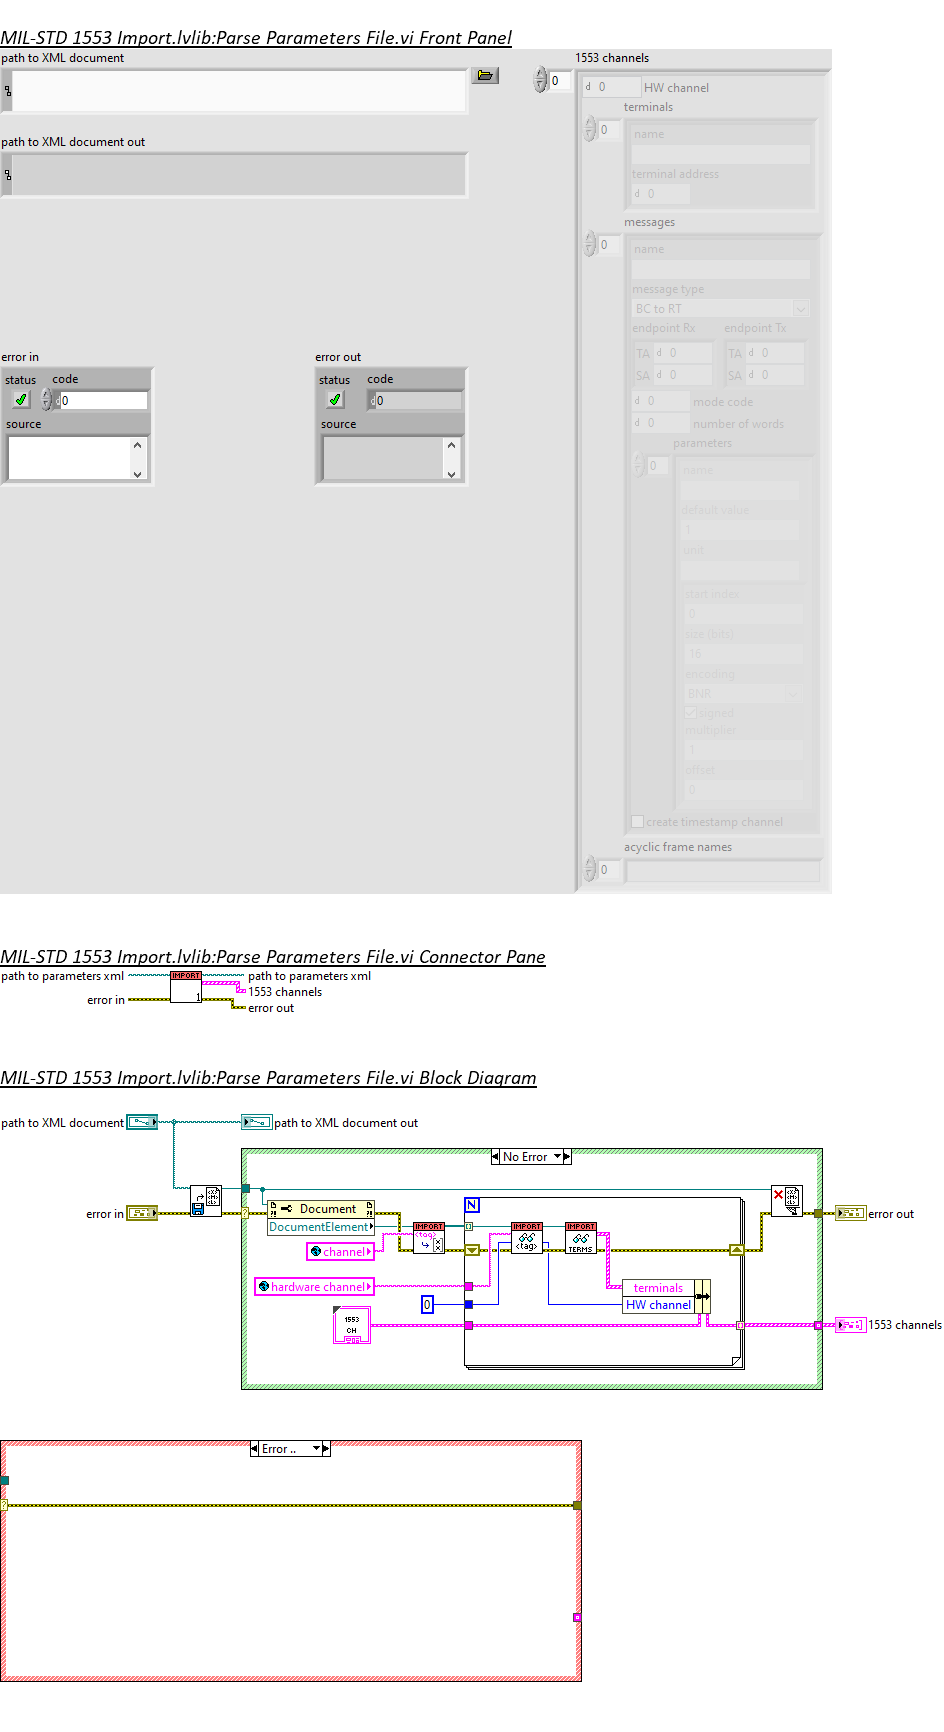 MIL-STD 1553 Import.lvlib:Parse Parameters File.vi Front Panel
path to XML document
path to XML document out
error in
status code
0
source
error out
status code
0
source
1553 channels
0
d 0 HW channel
terminals
0
name
terminal address
d 0
messages
0
name
message type
BC to RT
endpoint Rx endpoint Tx
TA d 0 TA d 0
SA d 0 SA d 0
d 0 mode code
d 0 number of words
parameters
0
name
default value
1
unit
start index
0
size (bits)
16
encoding
BNR
signed
multiplier
1
offset
0
create timestamp channel
acyclic frame names
0
MIL-STD 1553 Import.lvlib:Parse Parameters File.vi Connector Pane
path to parameters xml
error in
IMPORT
1
path to parameters xml
1553 channels
error out
MIL-STD 1553 Import.lvlib:Parse Parameters File.vi Block Diagram
path to XML document
path to XML document out
No Error
error in
Document
DocumentElement
channel
hardware channel
1553
CH
0
IMPORT
<tag>
N
IMPORT
<tag>
IMPORT
TERMS
terminals
HW channel
error out
1553 channels
Error ..